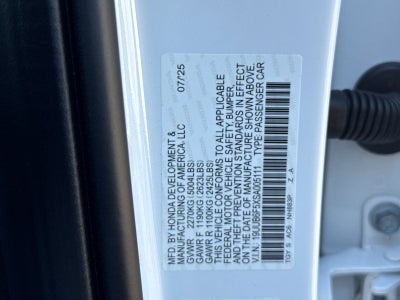 MFD. BY HONDA DEVELOPMENT &
MANUFACTURING OF AMERICA, LLC 07/25
GVWR 2270KG(5004LBS)
GAWR F 1190KG(2623LBS)
GAWR R 1100KG(2425LBS)
THIS VEHICLE CONFORMS TO ALL APPLICABLE
FEDERAL MOTOR VEHICLE SAFETY, BUMPER,
AND THEFT PREVENTION STANDARDS IN EFFECT
ON THE DATE OF MANUFACTURE SHOWN ABOVE.
V.I.N.: 19UUB6F5XSA005111 TYPE: PASSENGER CAR
NH883P Z A